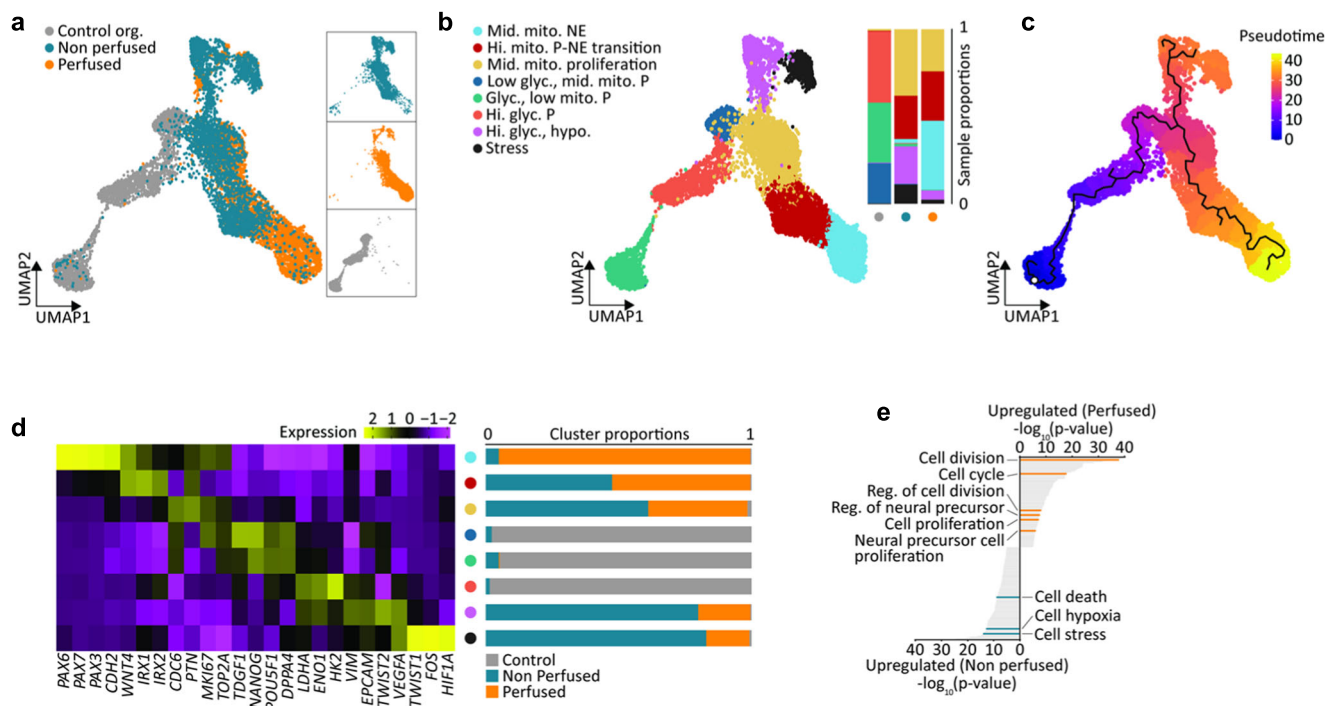 a
Control org.
Non perfused
Perfused
UMAP2
UMAP1
b
Mid. mito. NE
Hi. mito. P-NE transition
Mid. mito. proliferation
Low glyc., mid. mito. P
Glyc., low mito. P
Hi. glyc. P
Hi. glyc., hypo.
Stress
1
Sample proportions
0
UMAP2
UMAP1
c
Pseudotime
40
30
20
10
0
UMAP2
UMAP1
d
Expression
2 1 0 −1−2
0 Cluster proportions 1
PAX6
PAX7
PAX3
CDH2
WNT4
IRX1
IRX2
CDC6
PTN
MKI67
TOP2A
TDGF1
NANOG
POU5F1
DPPA4
LDHA
ENO1
HK2
VIM
EPCAM
TWIST2
VEGFA
TWIST1
FOS
HIF1A
Control
Non Perfused
Perfused
e
Upregulated (Perfused)
-log10(p-value)
0 10 20 30 40
Cell division
Cell cycle
Reg. of cell division
Reg. of neural precursor
Cell proliferation
Neural precursor cell
proliferation
Cell death
Cell hypoxia
Cell stress
40 30 20 10 0
Upregulated (Non perfused)
-log10(p-value)